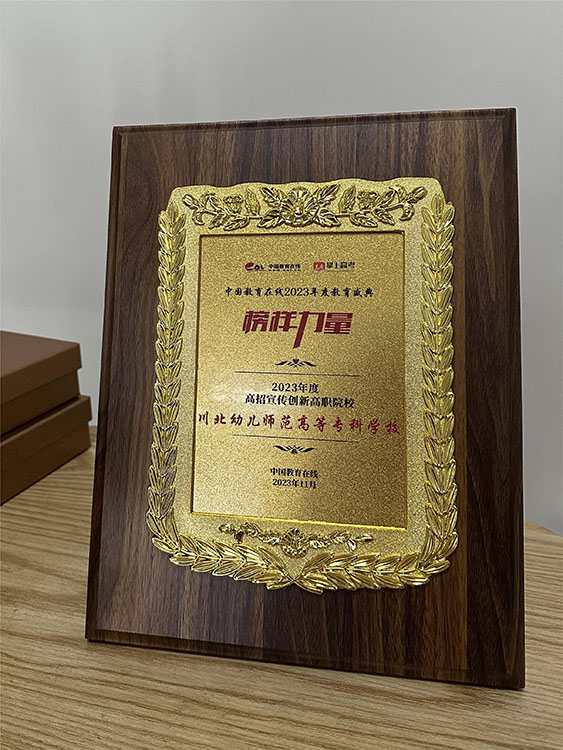 eol 中国教育在线 掌上高考
中国教育在线2023年度教育盛典
榜样力量
2023年度
高招宣传创新高职院校
川北幼儿师范高等专科学校
中国教育在线
2023年11月